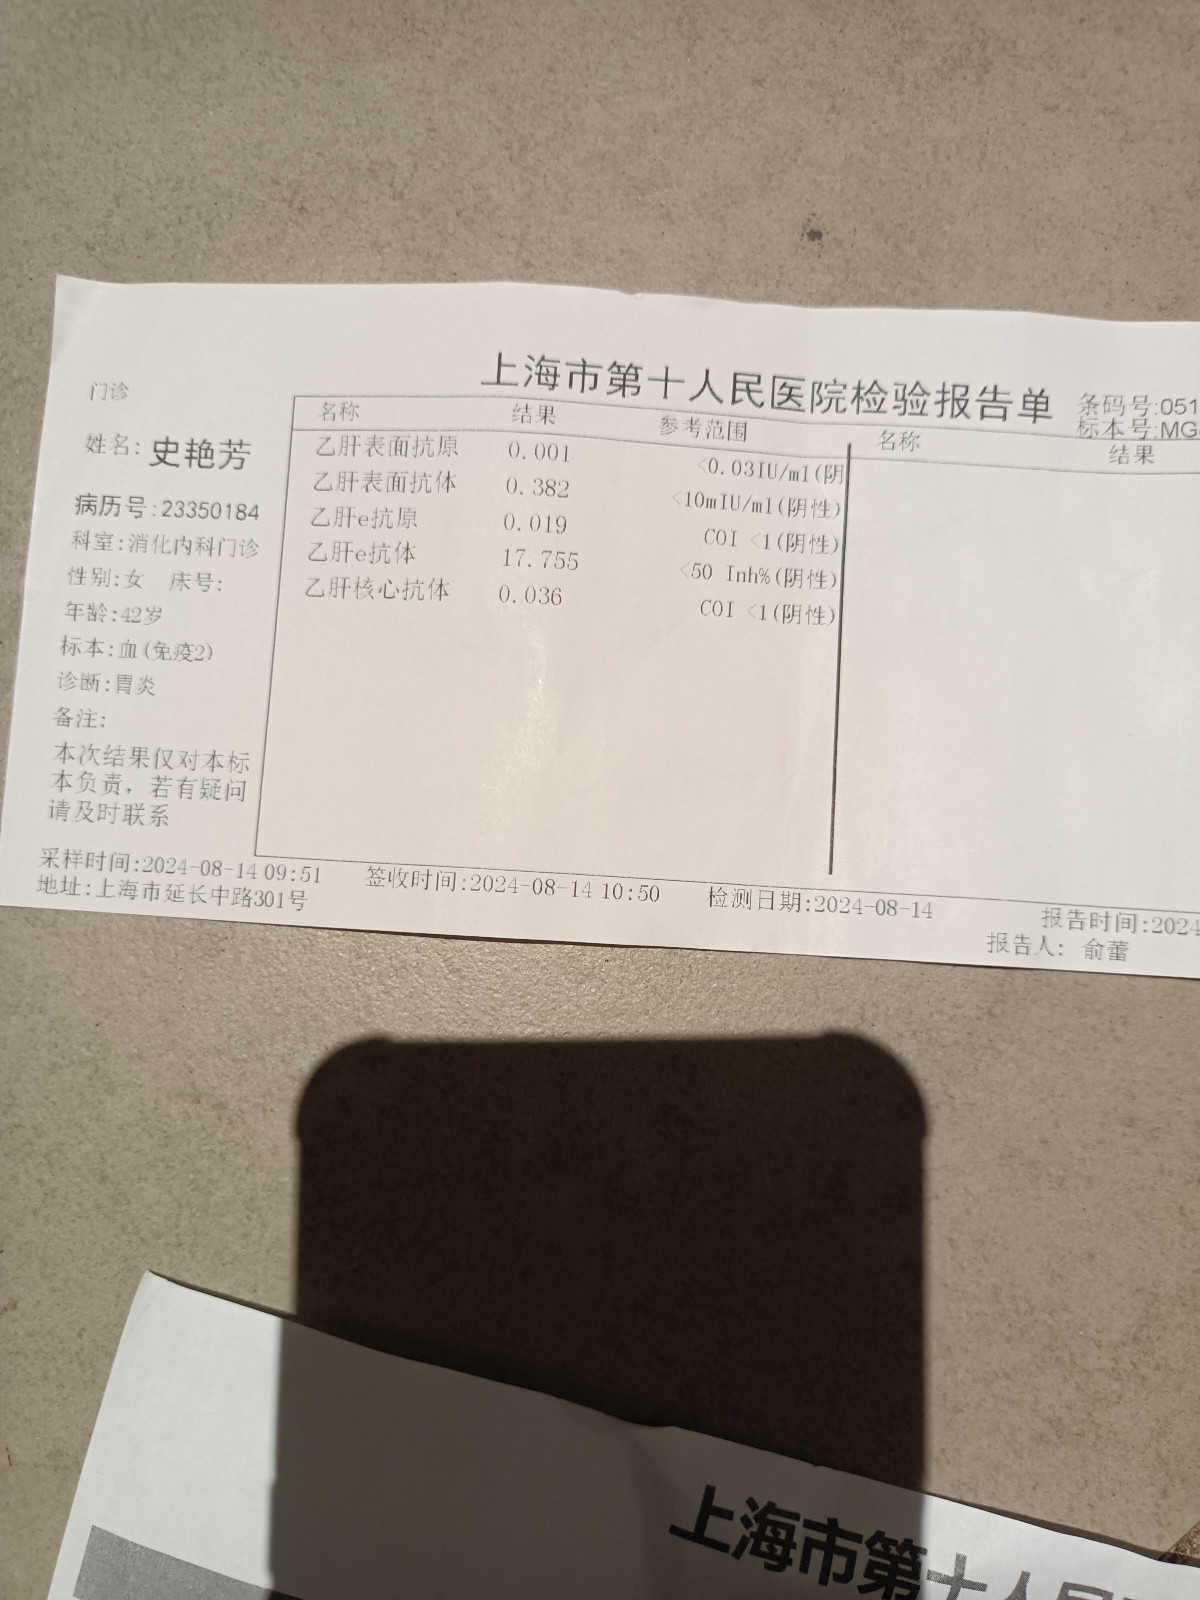 上海市第十人民医院检验报告单
门诊
条码号:051
标本号:MG
姓名: 史艳芳
病历号:23350184
科室:消化内科门诊
性别:女 床号:
年龄:42岁
标本:血(免疫2)
诊断:胃炎
备注:
本次结果仅对本标
本负责，若有疑问
请及时联系
名称 结果 参考范围 名称 结果
乙肝表面抗原 0.001 <0.03IU/ml(阴
乙肝表面抗体 0.382 <10mIU/ml(阴性)
乙肝e抗原 0.019 COI <1(阴性)
乙肝e抗体 17.755 <50 Inh%(阴性)
乙肝核心抗体 0.036 COI <1(阴性)
采样时间:2024-08-14 09:51 签收时间:2024-08-14 10:50 检测日期:2024-08-14 报告时间:2024
地址:上海市延长中路301号 报告人: 俞蕾
上海市第十人民